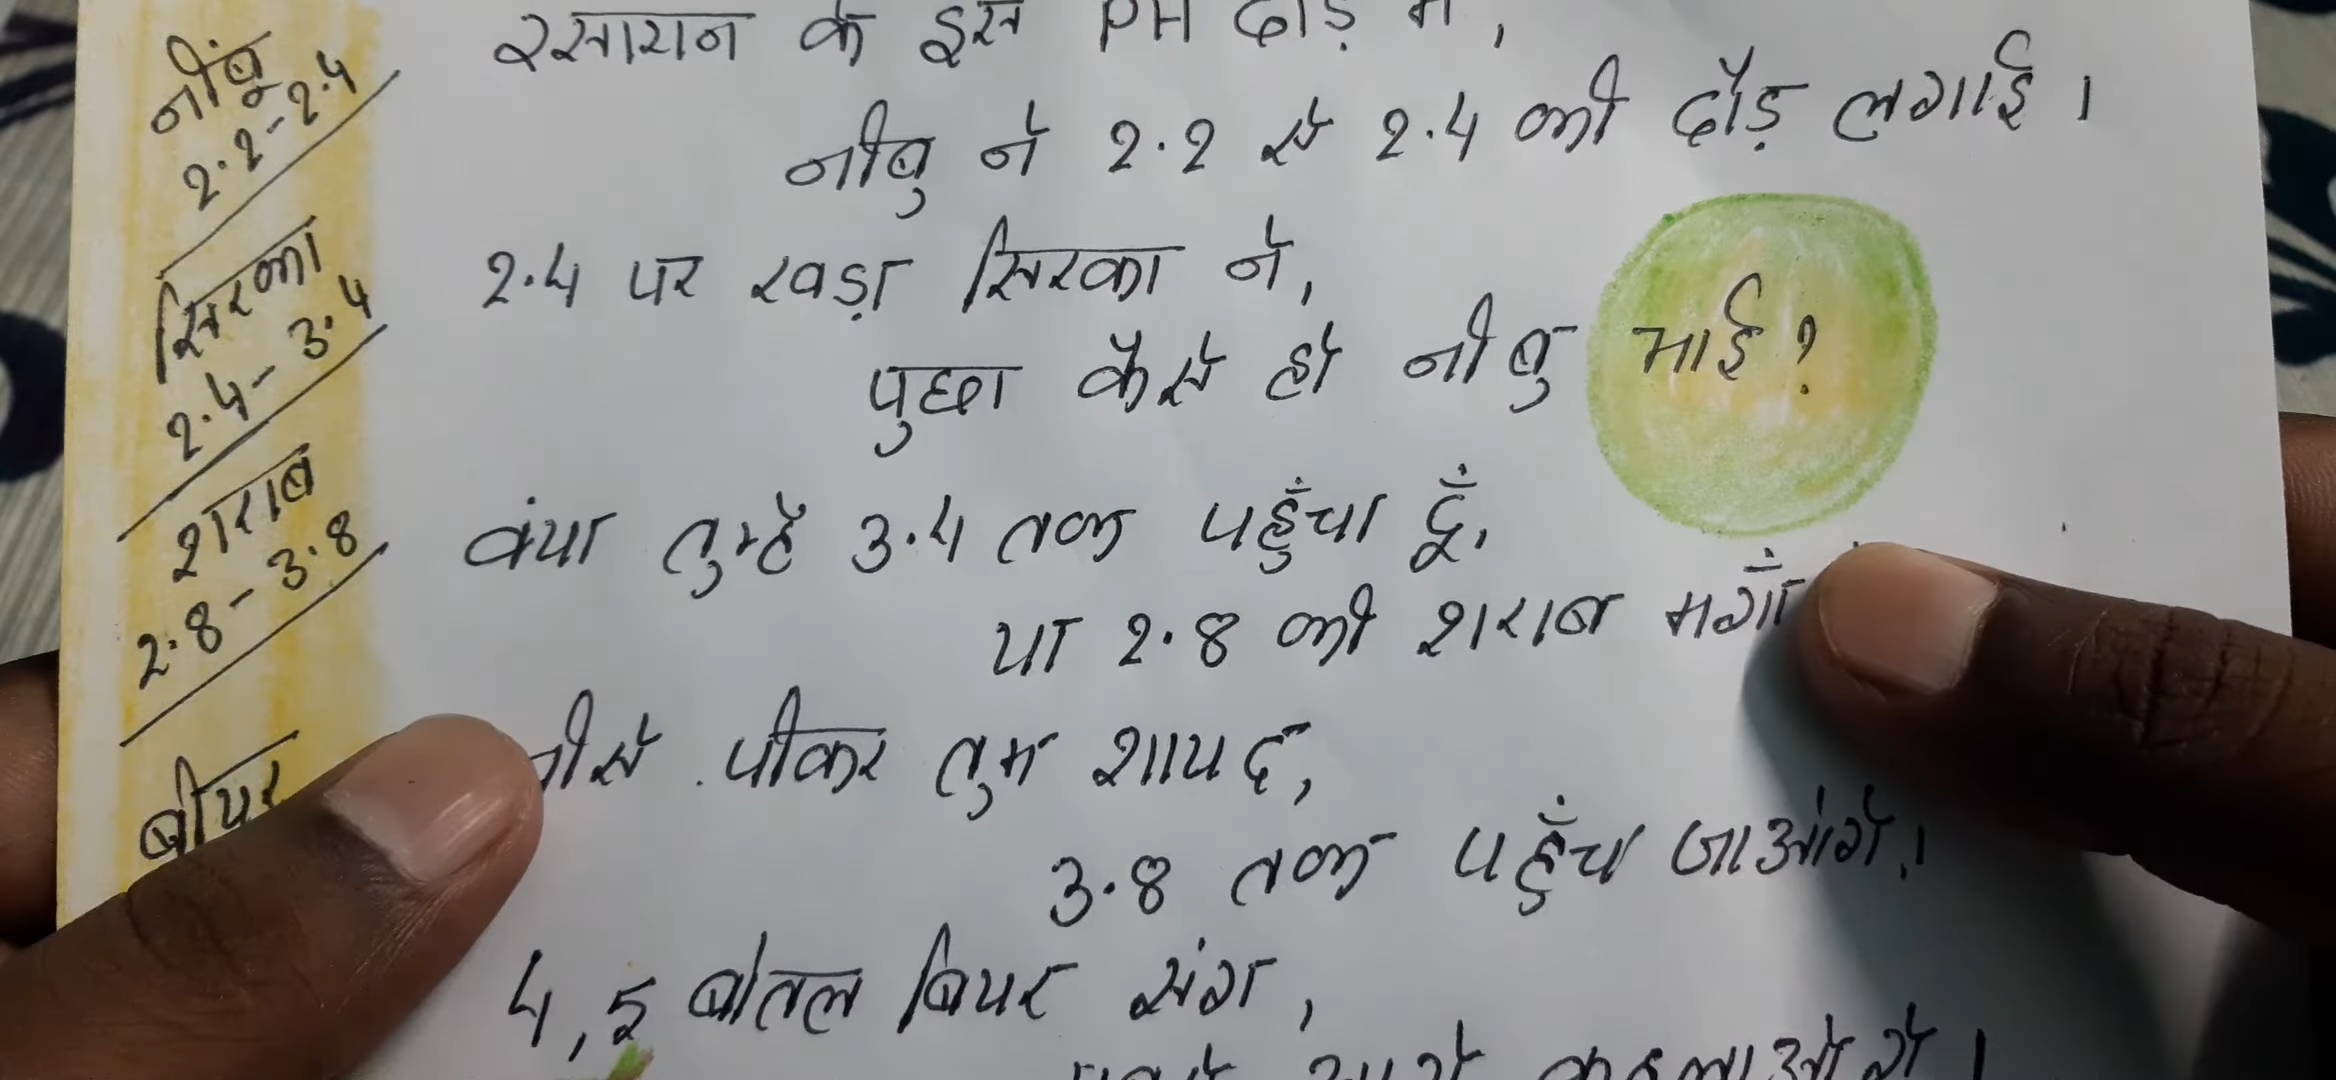 नींबू
2.2-2.4
सिरका
2.4-3.4
शराब
2.8-3.8
बीयर
रसायन के इस PH दौड़ में,
नीबु ने 2.2 से 2.4 की दौड़ लगाई।
2.4 पर खड़ा सिरका ने,
पुछा कैसे हो नीबु भाई?
क्या तुम्हें 3.4 तक पहुँचा दूँ,
या 2.8 की शराब
पीकर तुम शायद,
3.8 तक पहुँच जाओगे।
4,5 बोतल बियर संग,
कहलाओगे।